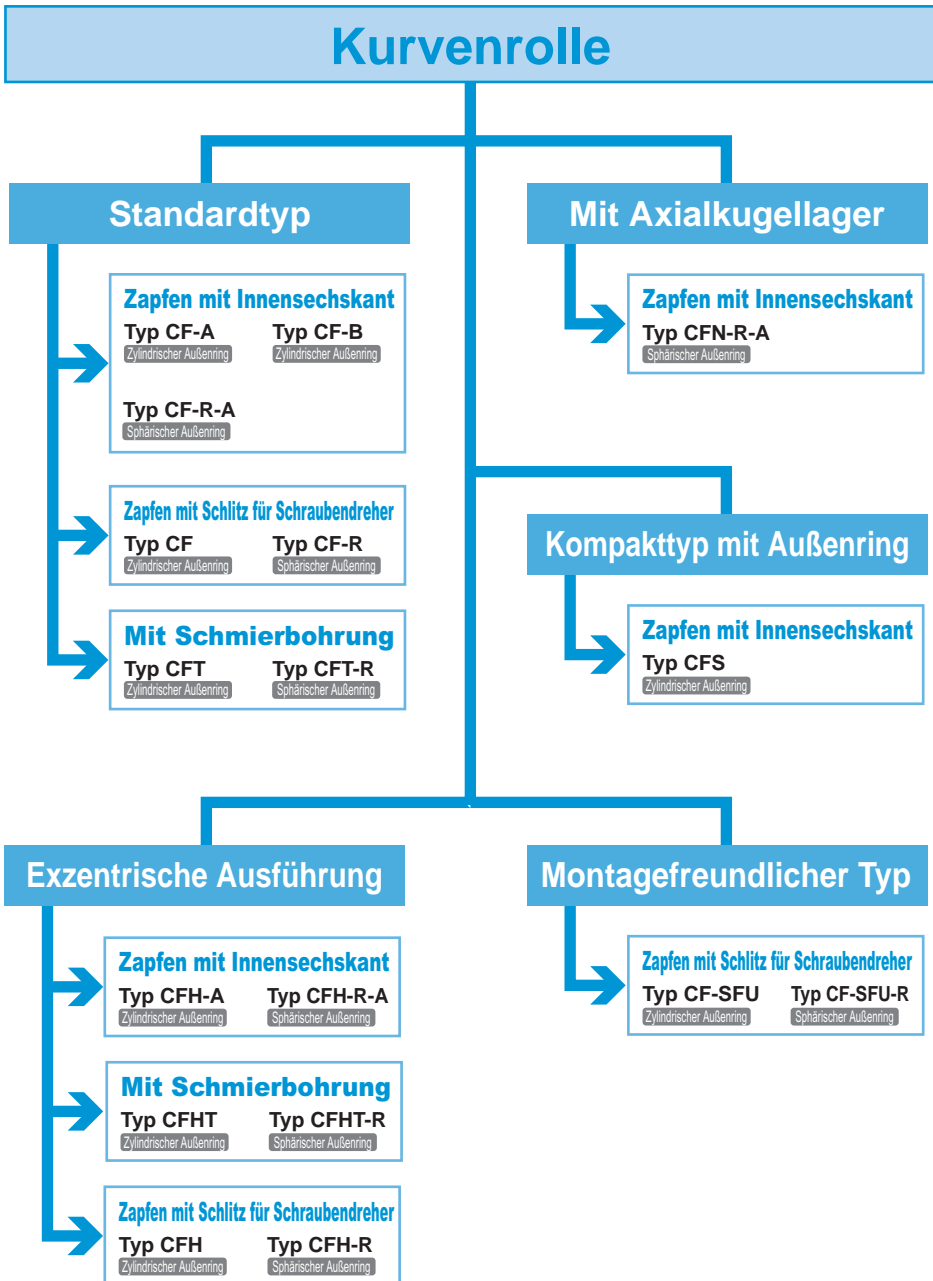 Kurvenrolle
Standardtyp
Zapfen mit Innensechskant
Typ CF-A Typ CF-B
Zylindrischer Außenring Zylindrischer Außenring
Typ CF-R-A
Sphärischer Außenring
Zapfen mit Schlitz für Schraubendreher
Typ CF Typ CF-R
Zylindrischer Außenring Sphärischer Außenring
Mit Schmierbohrung
Typ CFT Typ CFT-R
Zylindrischer Außenring Sphärischer Außenring
Mit Axialkugellager
Zapfen mit Innensechskant
Typ CFN-R-A
Sphärischer Außenring
Kompakttyp mit Außenring
Zapfen mit Innensechskant
Typ CFS
Zylindrischer Außenring
Exzentrische Ausführung
Zapfen mit Innensechskant
Typ CFH-A Typ CFH-R-A
Zylindrischer Außenring Sphärischer Außenring
Mit Schmierbohrung
Typ CFHT Typ CFHT-R
Zylindrischer Außenring Sphärischer Außenring
Zapfen mit Schlitz für Schraubendreher
Typ CFH Typ CFH-R
Zylindrischer Außenring Sphärischer Außenring
Montagefreundlicher Typ
Zapfen mit Schlitz für Schraubendreher
Typ CF-SFU Typ CF-SFU-R
Zylindrischer Außenring Sphärischer Außenring